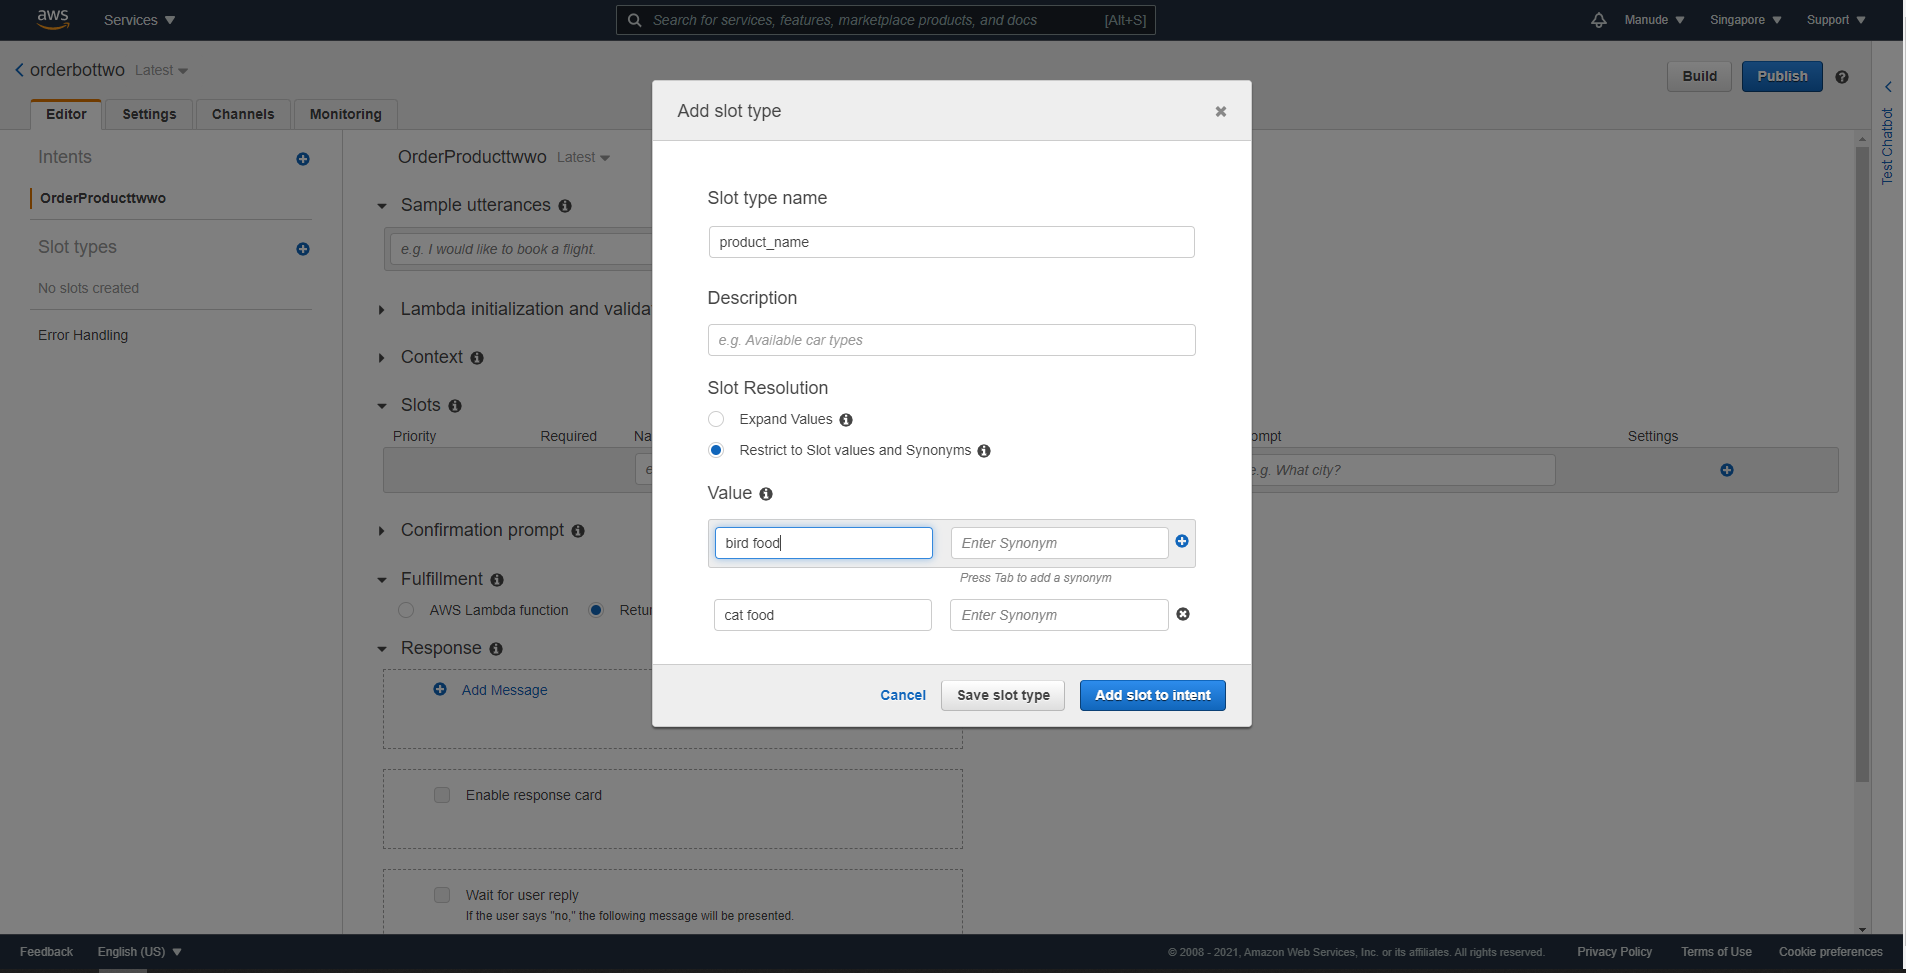 aws Services Search for services, features, marketplace products, and docs [Alt+S] Manude Singapore Support
orderbottwo Latest
Build Publish
Editor Settings Channels Monitoring
Test Chatbot
Intents
OrderProducttwwo
Slot types
No slots created
Error Handling
OrderProducttwwo Latest
Sample utterances
e.g. I would like to book a flight.
Lambda initialization and valida
Context
Slots
Priority Required Na ompt Settings
e e.g. What city?
Confirmation prompt
Fulfillment
AWS Lambda function Retur
Response
Add Message
Enable response card
Wait for user reply
If the user says "no," the following message will be presented.
Add slot type
Slot type name
product_name
Description
e.g. Available car types
Slot Resolution
Expand Values
Restrict to Slot values and Synonyms
Value
bird food Enter Synonym
Press Tab to add a synonym
cat food Enter Synonym
Cancel Save slot type Add slot to intent
Feedback English (US) © 2008 - 2021, Amazon Web Services, Inc. or its affiliates. All rights reserved. Privacy Policy Terms of Use Cookie preferences